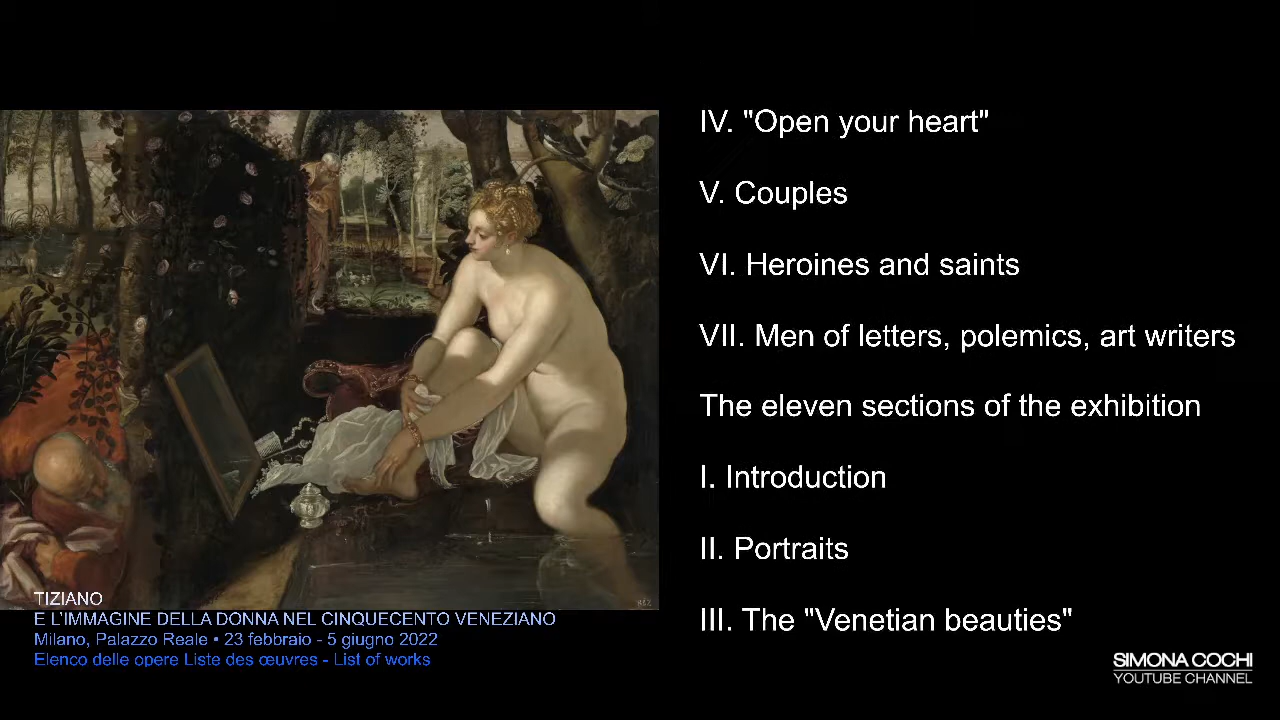 IV. "Open your heart"
V. Couples
VI. Heroines and saints
VII. Men of letters, polemics, art writers
The eleven sections of the exhibition
I. Introduction
II. Portraits
III. The "Venetian beauties"
TIZIANO
E L'IMMAGINE DELLA DONNA NEL CINQUECENTO VENEZIANO
Milano, Palazzo Reale • 23 febbraio - 5 giugno 2022
Elenco delle opere Liste des œuvres - List of works
SIMONA COCHI
YOUTUBE CHANNEL